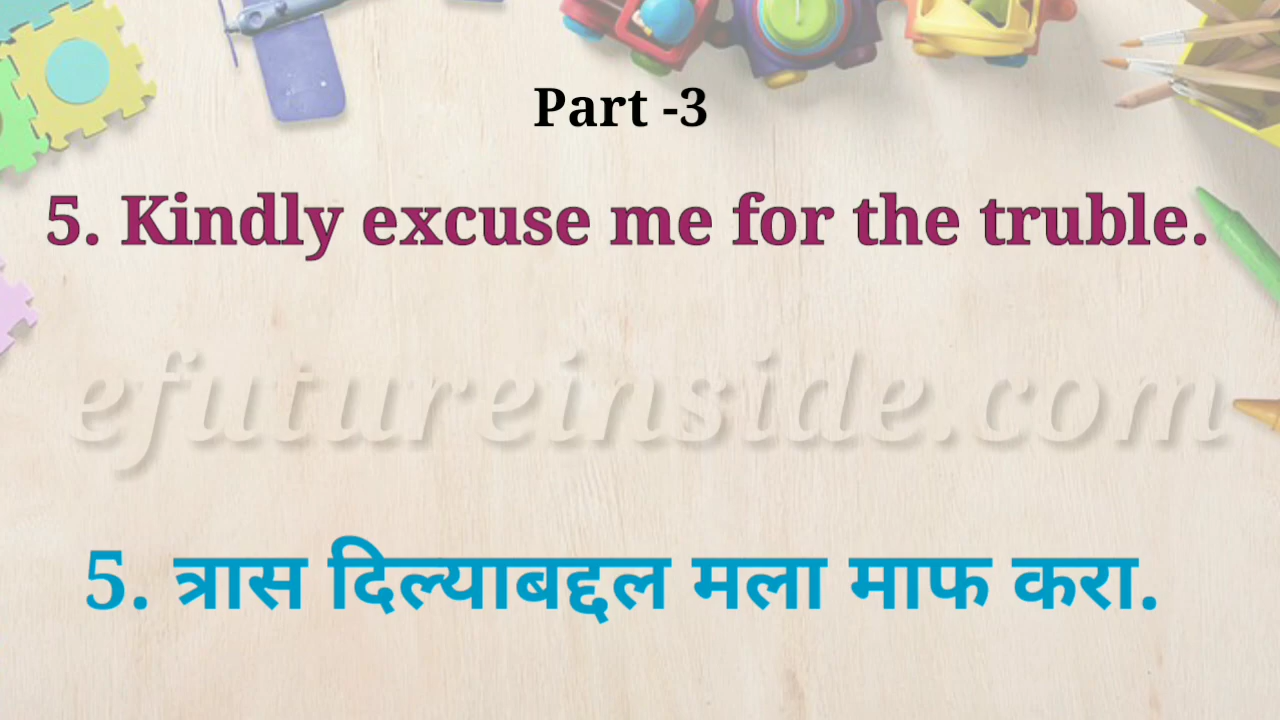 Part -3
5. Kindly excuse me for the truble.
efutureinside.com
5. त्रास दिल्याबद्दल मला माफ करा.